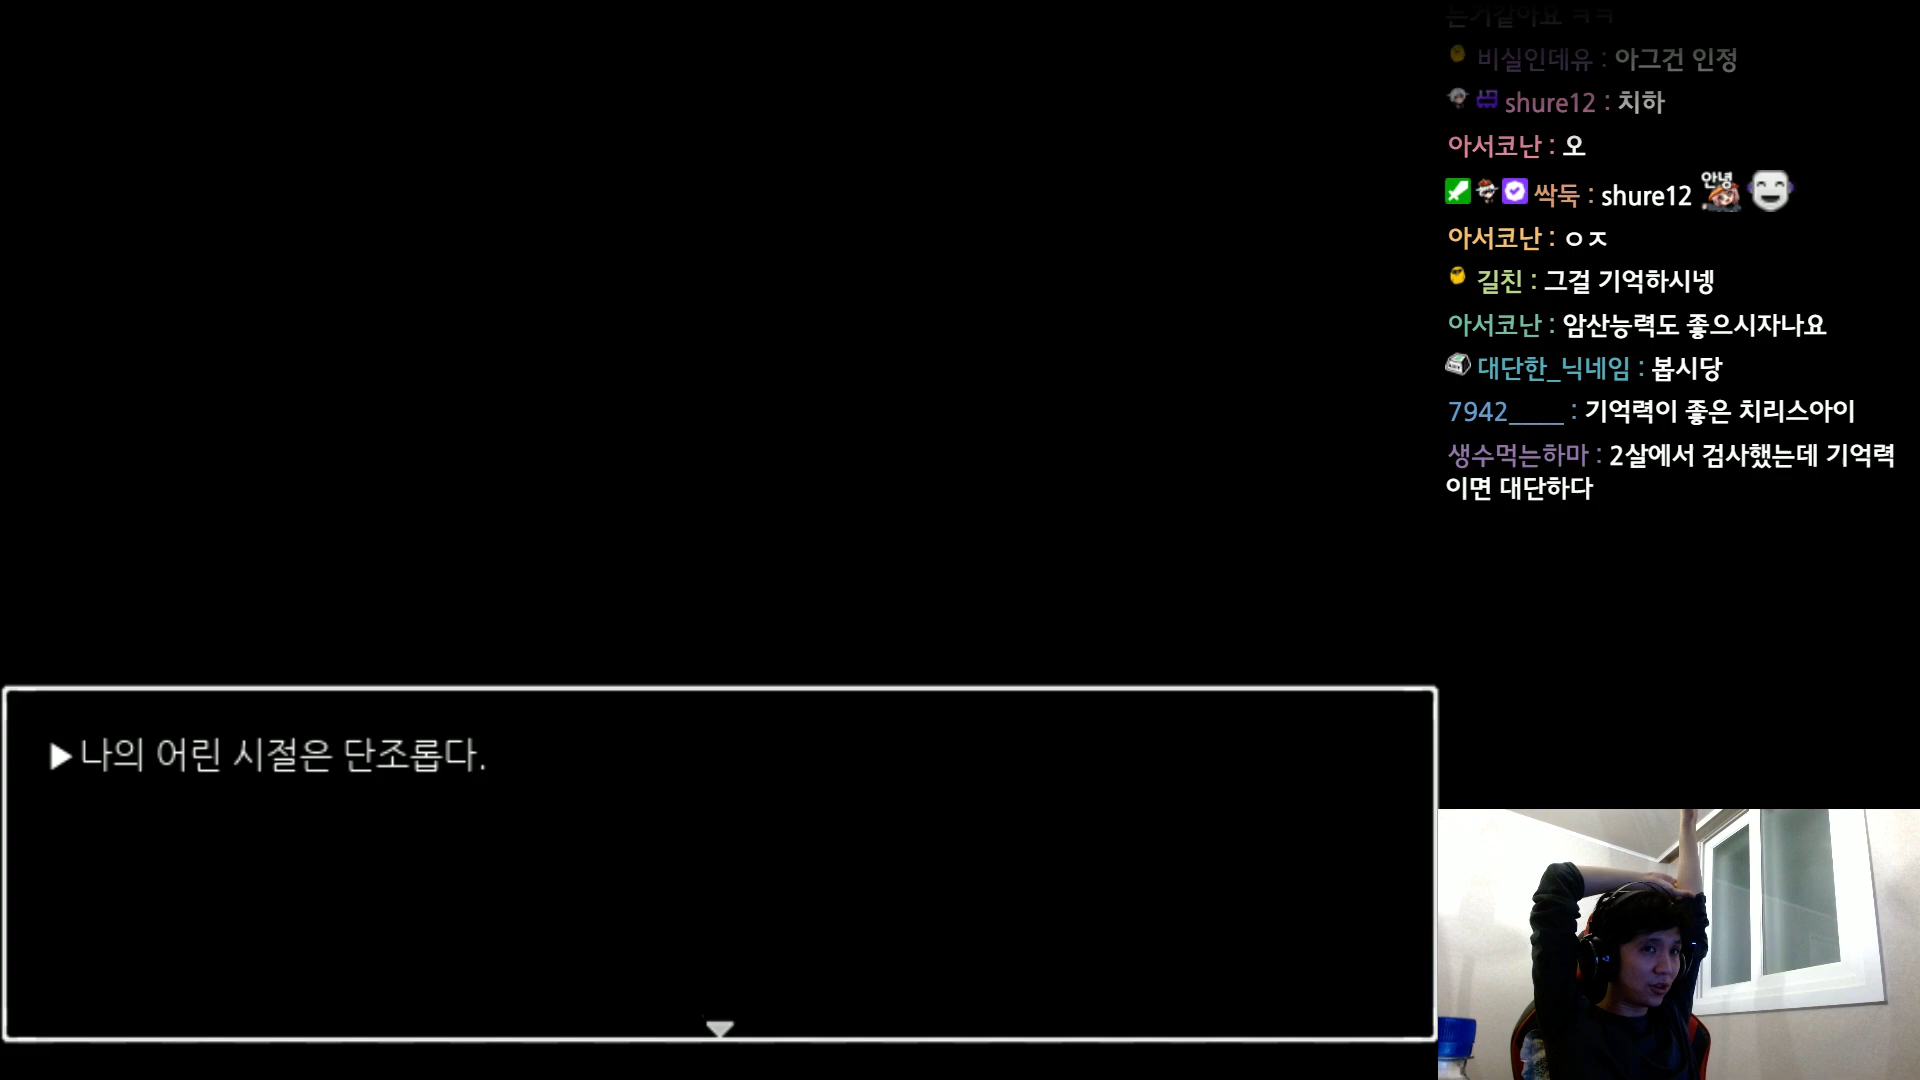 비실인데유 : 아그건 인정
shure12 : 치하
아서코난 : 오
싹둑 : shure12 안녕
아서코난 : ㅇㅈ
길친 : 그걸 기억하시넹
아서코난 : 암산능력도 좋으시자나요
대단한_닉네임 : 봅시당
7942____ : 기억력이 좋은 치리스아이
생수먹는하마 : 2살에서 검사했는데 기억력
이면 대단하다
▶나의 어린 시절은 단조롭다.